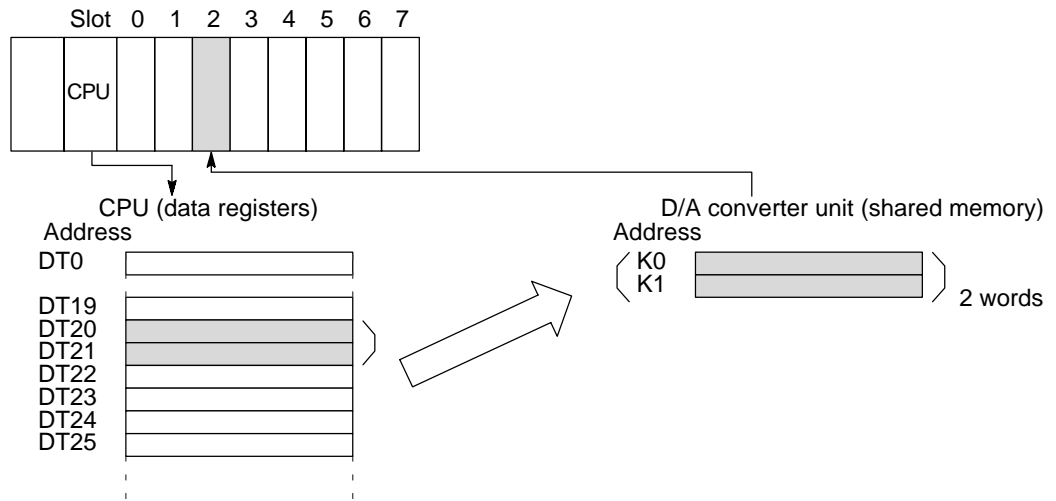 Slot 0 1 2 3 4 5 6 7
CPU
CPU (data registers)
Address
DT0
DT19
DT20
DT21
DT22
DT23
DT24
DT25
D/A converter unit (shared memory)
Address
K0
K1
2 words